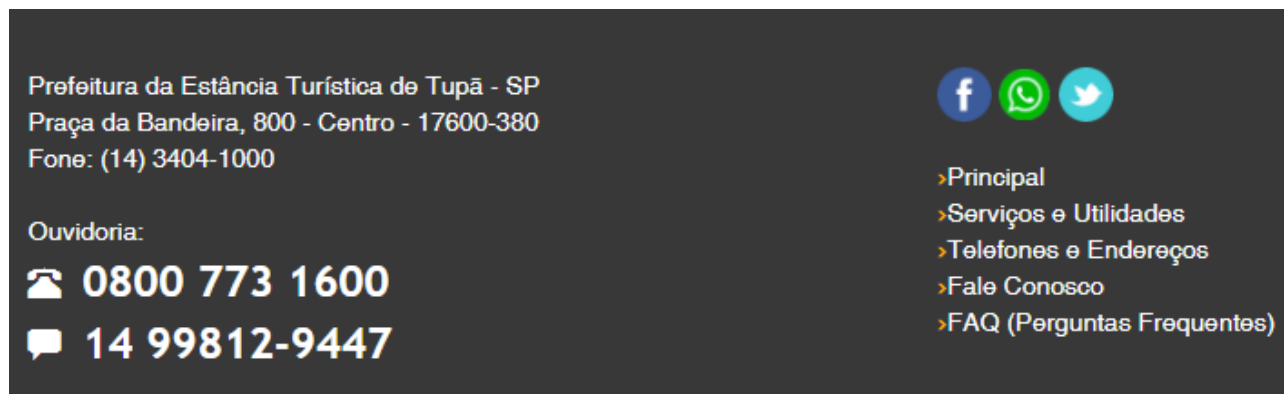 Prefeitura da Estância Turística de Tupã - SP
Praça da Bandeira, 800 - Centro - 17600-380
Fone: (14) 3404-1000
Ouvidoria:
0800 773 1600
14 99812-9447
›Principal
›Serviços e Utilidades
›Telefones e Endereços
›Fale Conosco
›FAQ (Perguntas Frequentes)